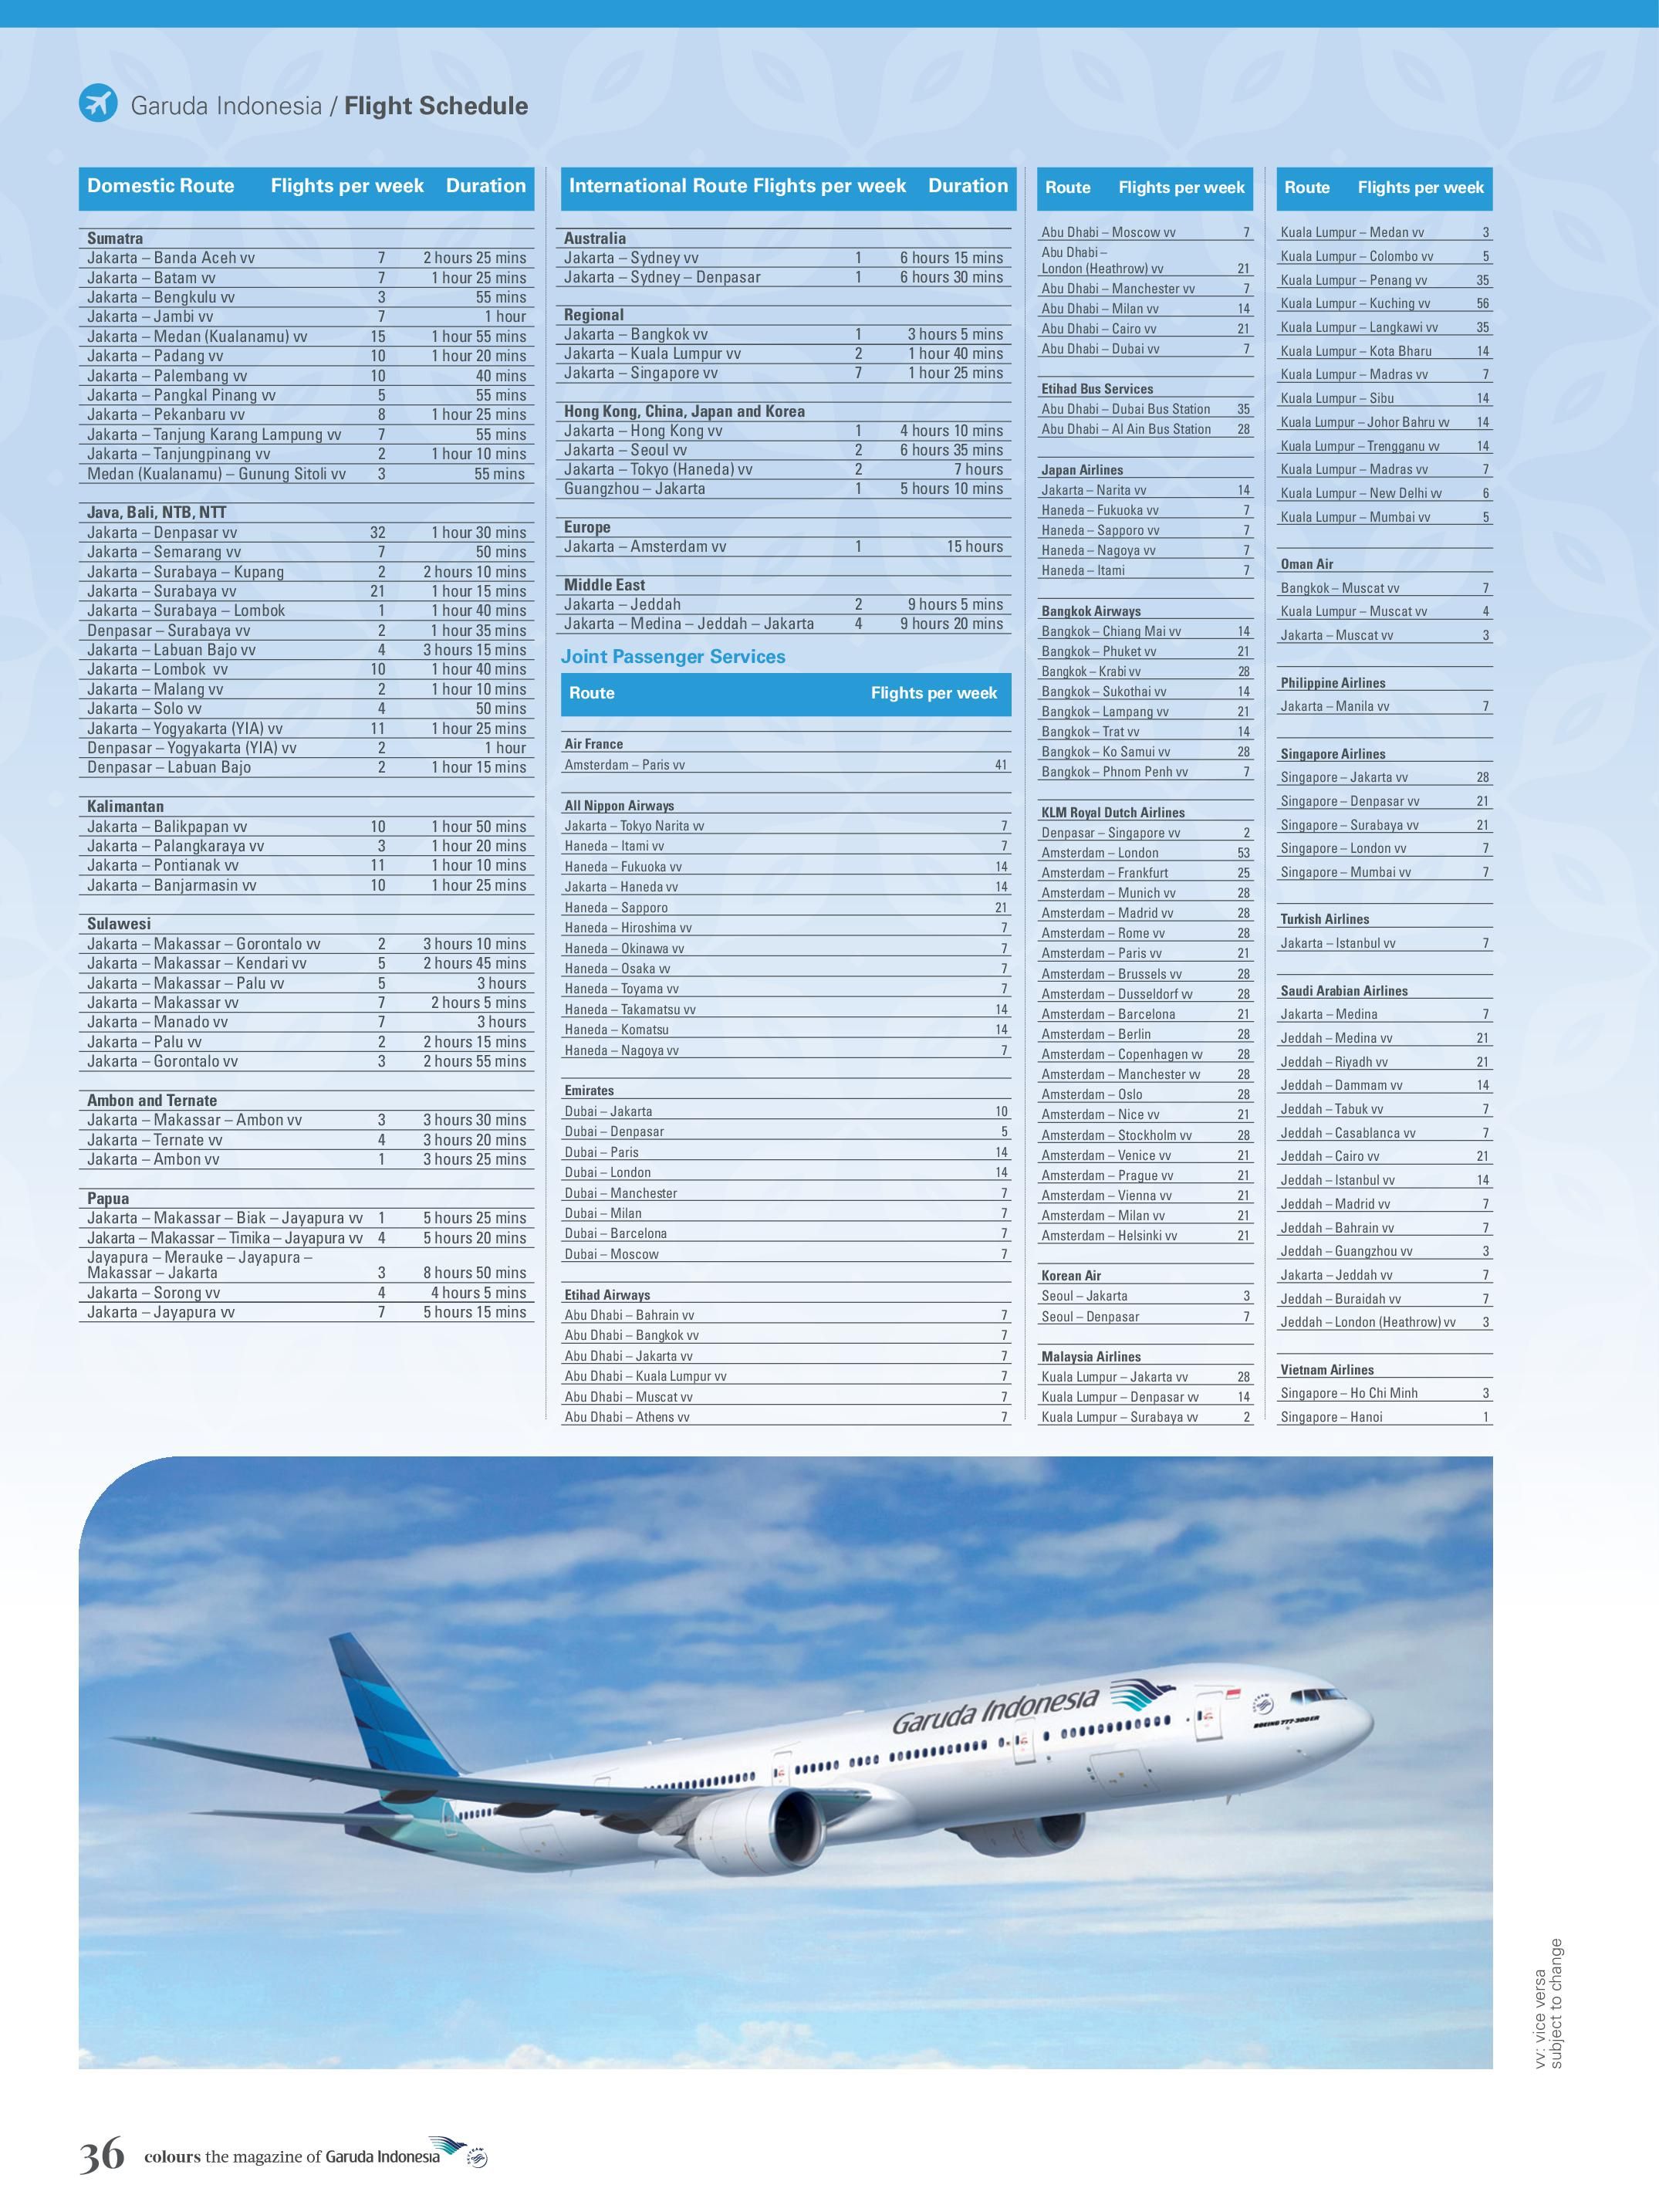 Garuda Indonesia / Flight Schedule
Domestic Route Flights per week Duration
Sumatra
Jakarta – Banda Aceh vv 7 2 hours 25 mins
Jakarta – Batam vv 7 1 hour 25 mins
Jakarta – Bengkulu vv 3 55 mins
Jakarta – Jambi vv 7 1 hour
Jakarta – Medan (Kualanamu) vv 15 1 hour 55 mins
Jakarta – Padang vv 10 1 hour 20 mins
Jakarta – Palembang vv 10 40 mins
Jakarta – Pangkal Pinang vv 5 55 mins
Jakarta – Pekanbaru vv 8 1 hour 25 mins
Jakarta – Tanjung Karang Lampung vv 7 55 mins
Jakarta – Tanjungpinang vv 2 1 hour 10 mins
Medan (Kualanamu) – Gunung Sitoli vv 3 55 mins
Java, Bali, NTB, NTT
Jakarta – Denpasar vv 32 1 hour 30 mins
Jakarta – Semarang vv 7 50 mins
Jakarta – Surabaya – Kupang 2 2 hours 10 mins
Jakarta – Surabaya vv 21 1 hour 15 mins
Jakarta – Surabaya – Lombok 1 1 hour 40 mins
Denpasar – Surabaya vv 2 1 hour 35 mins
Jakarta – Labuan Bajo vv 4 3 hours 15 mins
Jakarta – Lombok vv 10 1 hour 40 mins
Jakarta – Malang vv 2 1 hour 10 mins
Jakarta – Solo vv 4 50 mins
Jakarta – Yogyakarta (YIA) vv 11 1 hour 25 mins
Denpasar – Yogyakarta (YIA) vv 2 1 hour
Denpasar – Labuan Bajo 2 1 hour 15 mins
Kalimantan
Jakarta – Balikpapan vv 10 1 hour 50 mins
Jakarta – Palangkaraya vv 3 1 hour 20 mins
Jakarta – Pontianak vv 11 1 hour 10 mins
Jakarta – Banjarmasin vv 10 1 hour 25 mins
Sulawesi
Jakarta – Makassar – Gorontalo vv 2 3 hours 10 mins
Jakarta – Makassar – Kendari vv 5 2 hours 45 mins
Jakarta – Makassar – Palu vv 5 3 hours
Jakarta – Makassar vv 7 2 hours 5 mins
Jakarta – Manado vv 7 3 hours
Jakarta – Palu vv 2 2 hours 15 mins
Jakarta – Gorontalo vv 3 2 hours 55 mins
Ambon and Ternate
Jakarta – Makassar – Ambon vv 3 3 hours 30 mins
Jakarta – Ternate vv 4 3 hours 20 mins
Jakarta – Ambon vv 1 3 hours 25 mins
Papua
Jakarta – Makassar – Biak – Jayapura vv 1 5 hours 25 mins
Jakarta – Makassar – Timika – Jayapura vv 4 5 hours 20 mins
Jayapura – Merauke – Jayapura –
Makassar – Jakarta 3 8 hours 50 mins
Jakarta – Sorong vv 4 4 hours 5 mins
Jakarta – Jayapura vv 7 5 hours 15 mins
International Route Flights per week Duration
Australia
Jakarta – Sydney vv 1 6 hours 15 mins
Jakarta – Sydney – Denpasar 1 6 hours 30 mins
Regional
Jakarta – Bangkok vv 1 3 hours 5 mins
Jakarta – Kuala Lumpur vv 2 1 hour 40 mins
Jakarta – Singapore vv 7 1 hour 25 mins
Hong Kong, China, Japan and Korea
Jakarta – Hong Kong vv 1 4 hours 10 mins
Jakarta – Seoul vv 2 6 hours 35 mins
Jakarta – Tokyo (Haneda) vv 2 7 hours
Guangzhou – Jakarta 1 5 hours 10 mins
Europe
Jakarta – Amsterdam vv 1 15 hours
Middle East
Jakarta – Jeddah 2 9 hours 5 mins
Jakarta – Medina – Jeddah – Jakarta 4 9 hours 20 mins
Joint Passenger Services
Route Flights per week
Air France
Amsterdam – Paris vv 41
All Nippon Airways
Jakarta – Tokyo Narita vv 7
Haneda – Itami vv 7
Haneda – Fukuoka vv 14
Jakarta – Haneda vv 14
Haneda – Sapporo 21
Haneda – Hiroshima vv 7
Haneda – Okinawa vv 7
Haneda – Osaka vv 7
Haneda – Toyama vv 7
Haneda – Takamatsu vv 14
Haneda – Komatsu 14
Haneda – Nagoya vv 7
Emirates
Dubai – Jakarta 10
Dubai – Denpasar 5
Dubai – Paris 14
Dubai – London 14
Dubai – Manchester 7
Dubai – Milan 7
Dubai – Barcelona 7
Dubai – Moscow 7
Etihad Airways
Abu Dhabi – Bahrain vv 7
Abu Dhabi – Bangkok vv 7
Abu Dhabi – Jakarta vv 7
Abu Dhabi – Kuala Lumpur vv 7
Abu Dhabi – Muscat vv 7
Abu Dhabi – Athens vv 7
Route Flights per week
Abu Dhabi – Moscow vv 7
Abu Dhabi –
London (Heathrow) vv 21
Abu Dhabi – Manchester vv 7
Abu Dhabi – Milan vv 14
Abu Dhabi – Cairo vv 21
Abu Dhabi – Dubai vv 7
Etihad Bus Services
Abu Dhabi – Dubai Bus Station 35
Abu Dhabi – Al Ain Bus Station 28
Japan Airlines
Jakarta – Narita vv 14
Haneda – Fukuoka vv 7
Haneda – Sapporo vv 7
Haneda – Nagoya vv 7
Haneda – Itami 7
Bangkok Airways
Bangkok – Chiang Mai vv 14
Bangkok – Phuket vv 21
Bangkok – Krabi vv 28
Bangkok – Sukothai vv 14
Bangkok – Lampang vv 21
Bangkok – Trat vv 14
Bangkok – Ko Samui vv 28
Bangkok – Phnom Penh vv 7
KLM Royal Dutch Airlines
Denpasar – Singapore vv 2
Amsterdam – London 53
Amsterdam – Frankfurt 25
Amsterdam – Munich vv 28
Amsterdam – Madrid vv 28
Amsterdam – Rome vv 28
Amsterdam – Paris vv 21
Amsterdam – Brussels vv 28
Amsterdam – Dusseldorf vv 28
Amsterdam – Barcelona 21
Amsterdam – Berlin 28
Amsterdam – Copenhagen vv 28
Amsterdam – Manchester vv 28
Amsterdam – Oslo 28
Amsterdam – Nice vv 21
Amsterdam – Stockholm vv 28
Amsterdam – Venice vv 21
Amsterdam – Prague vv 21
Amsterdam – Vienna vv 21
Amsterdam – Milan vv 21
Amsterdam – Helsinki vv 21
Korean Air
Seoul – Jakarta 3
Seoul – Denpasar 7
Malaysia Airlines
Kuala Lumpur – Jakarta vv 28
Kuala Lumpur – Denpasar vv 14
Kuala Lumpur – Surabaya vv 2
Route Flights per week
Kuala Lumpur – Medan vv 3
Kuala Lumpur – Colombo vv 5
Kuala Lumpur – Penang vv 35
Kuala Lumpur – Kuching vv 56
Kuala Lumpur – Langkawi vv 35
Kuala Lumpur – Kota Bharu 14
Kuala Lumpur – Madras vv 7
Kuala Lumpur – Sibu 14
Kuala Lumpur – Johor Bahru vv 14
Kuala Lumpur – Trengganu vv 14
Kuala Lumpur – Madras vv 7
Kuala Lumpur – New Delhi vv 6
Kuala Lumpur – Mumbai vv 5
Oman Air
Bangkok – Muscat vv 7
Kuala Lumpur – Muscat vv 4
Jakarta – Muscat vv 3
Philippine Airlines
Jakarta – Manila vv 7
Singapore Airlines
Singapore – Jakarta vv 28
Singapore – Denpasar vv 21
Singapore – Surabaya vv 21
Singapore – London vv 7
Singapore – Mumbai vv 7
Turkish Airlines
Jakarta – Istanbul vv 7
Saudi Arabian Airlines
Jakarta – Medina 7
Jeddah – Medina vv 21
Jeddah – Riyadh vv 21
Jeddah – Dammam vv 14
Jeddah – Tabuk vv 7
Jeddah – Casablanca vv 7
Jeddah – Cairo vv 21
Jeddah – Istanbul vv 14
Jeddah – Madrid vv 7
Jeddah – Bahrain vv 7
Jeddah – Guangzhou vv 3
Jakarta – Jeddah vv 7
Jeddah – Buraidah vv 7
Jeddah – London (Heathrow) vv 3
Vietnam Airlines
Singapore – Ho Chi Minh 3
Singapore – Hanoi 1
Garuda Indonesia
BOEING 777-300ER
vv: vice versa
subject to change
36 colours the magazine of Garuda Indonesia